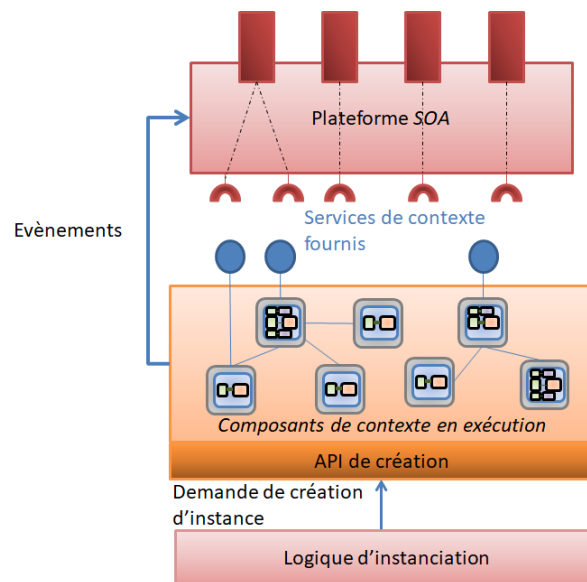 Plateforme SOA
Evènements
Services de contexte
fournis
Composants de contexte en exécution
API de création
Demande de création
d'instance
Logique d'instanciation